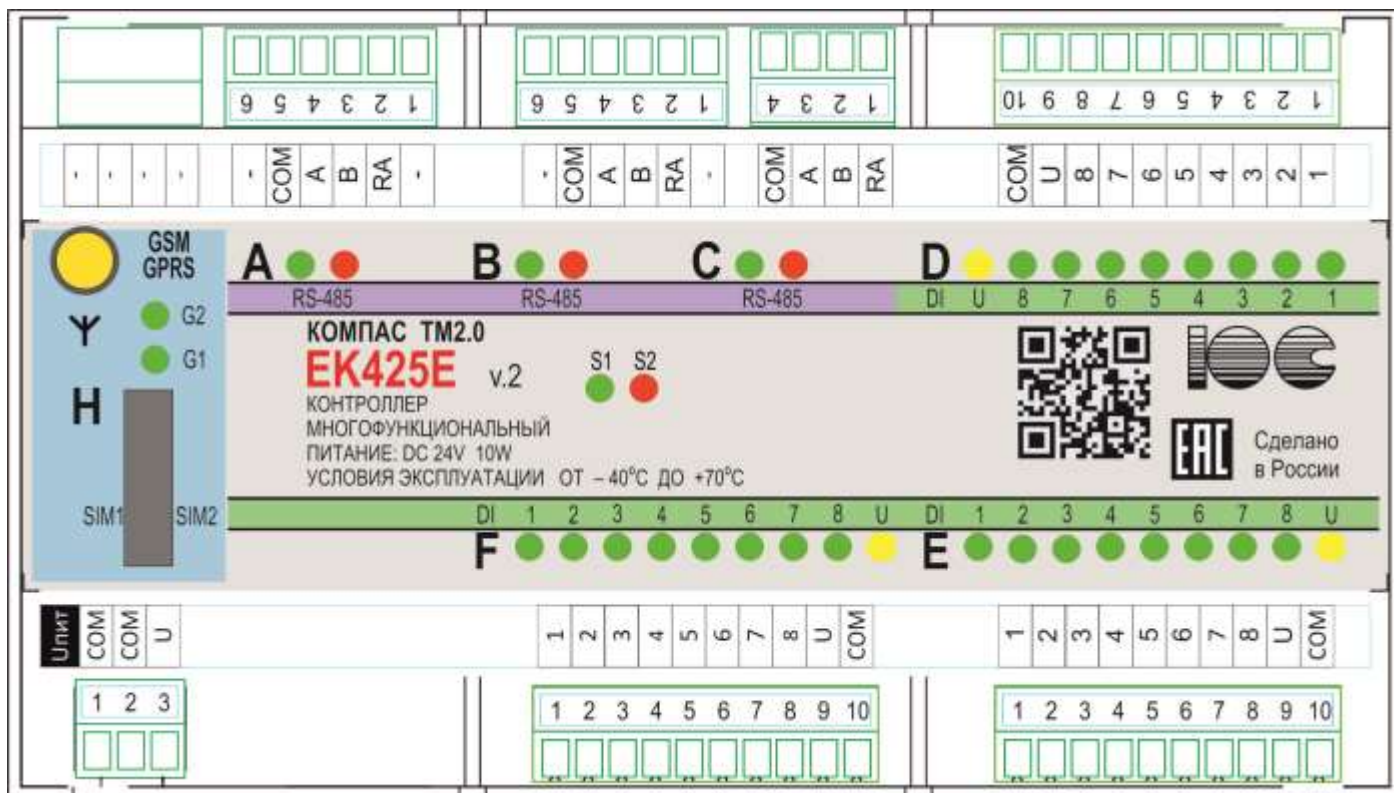 6 5 4 3 2 1
6 5 4 3 2 1
4 3 2 1
10 9 8 7 6 5 4 3 2 1
- - - -
- COM A B RA -
- COM A B RA -
COM A B RA
COM U 8 7 6 5 4 3 2 1
GSM
GPRS
G2
G1
H
SIM1 SIM2
A B C D
RS-485 RS-485 RS-485 DI U 8 7 6 5 4 3 2 1
КОМПАС ТМ2.0
EK425E v.2
S1 S2
КОНТРОЛЛЕР
МНОГОФУНКЦИОНАЛЬНЫЙ
ПИТАНИЕ: DC 24V 10W
УСЛОВИЯ ЭКСПЛУАТАЦИИ ОТ – 40°C ДО +70°C
EAC
Сделано
в России
DI 1 2 3 4 5 6 7 8 U DI 1 2 3 4 5 6 7 8 U
F E
Uпит COM COM U
1 2 3 4 5 6 7 8 U COM
1 2 3 4 5 6 7 8 U COM
1 2 3
1 2 3 4 5 6 7 8 9 10
1 2 3 4 5 6 7 8 9 10